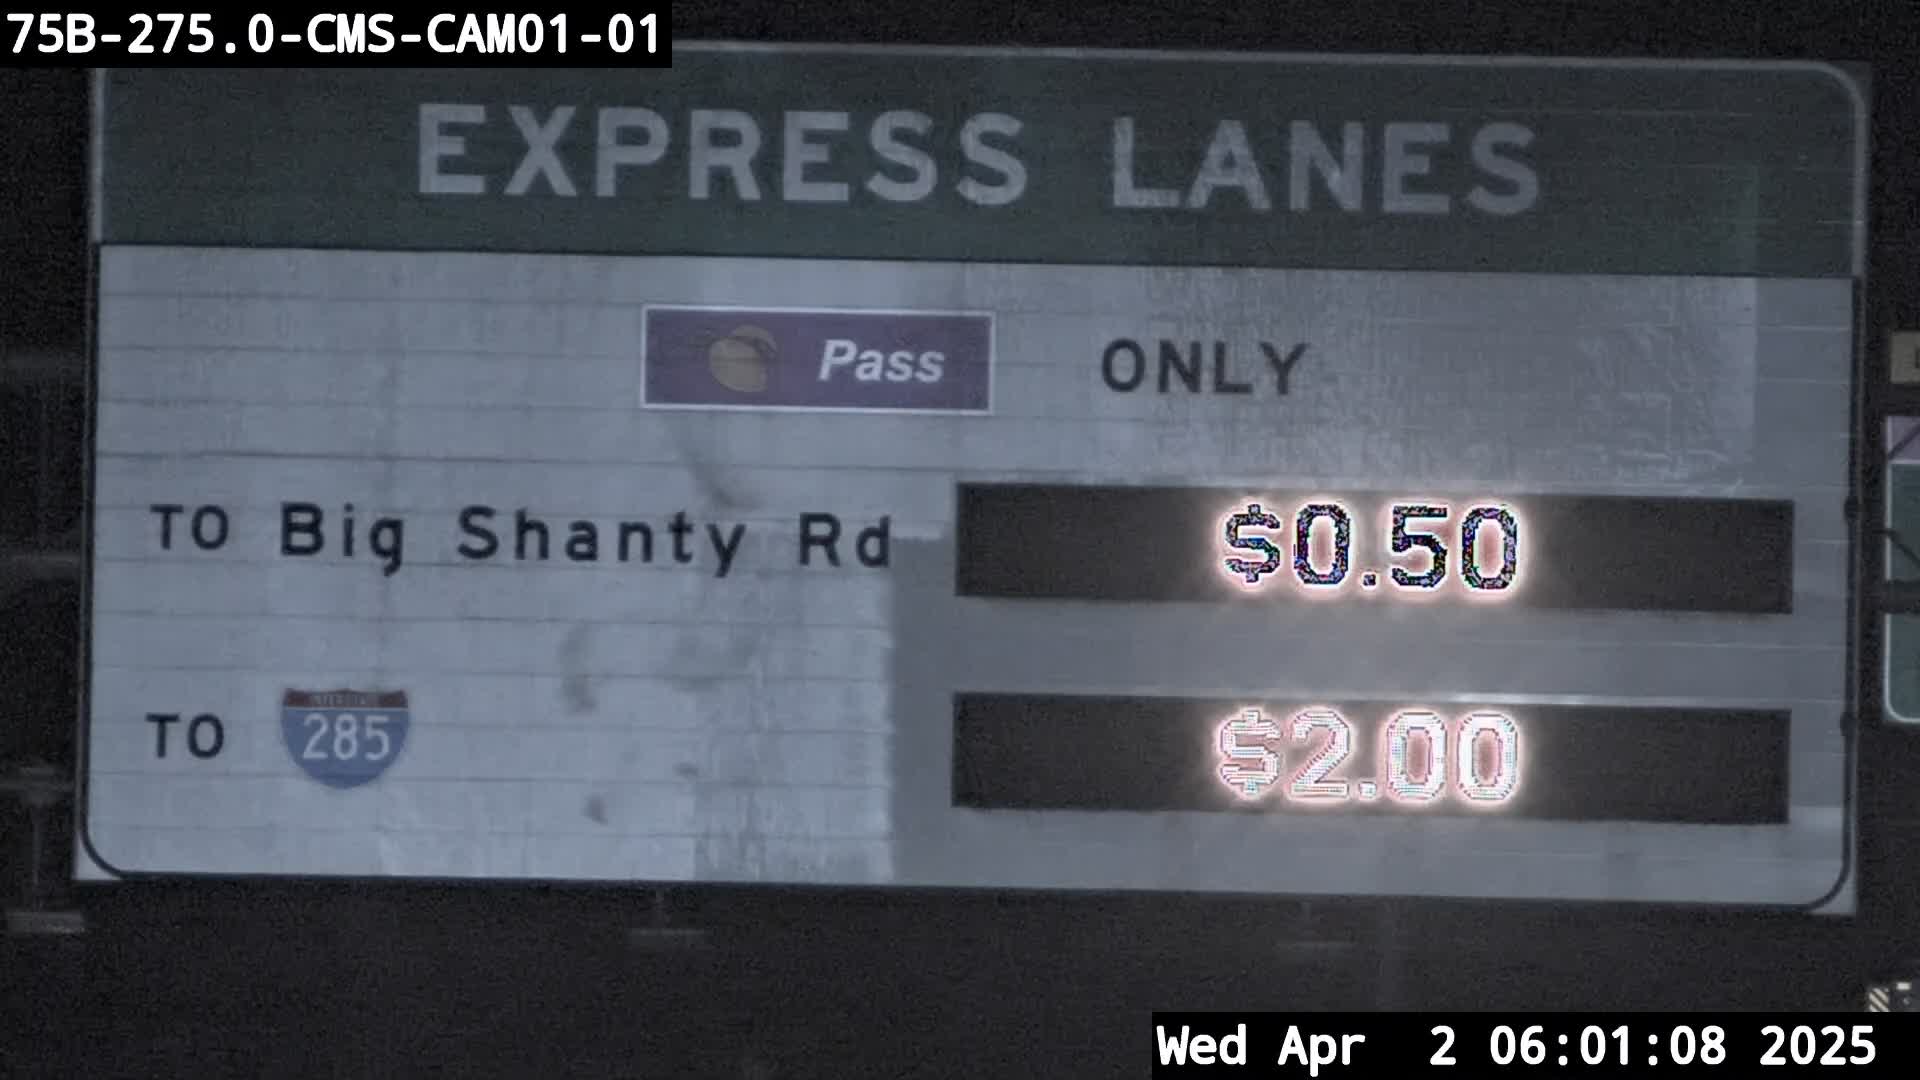 75B-275.0-CMS-CAM01-01
EXPRESS LANES
Pass ONLY
TO Big Shanty Rd $0.50
TO 285 $2.00
Wed Apr 2 06:01:08 2025